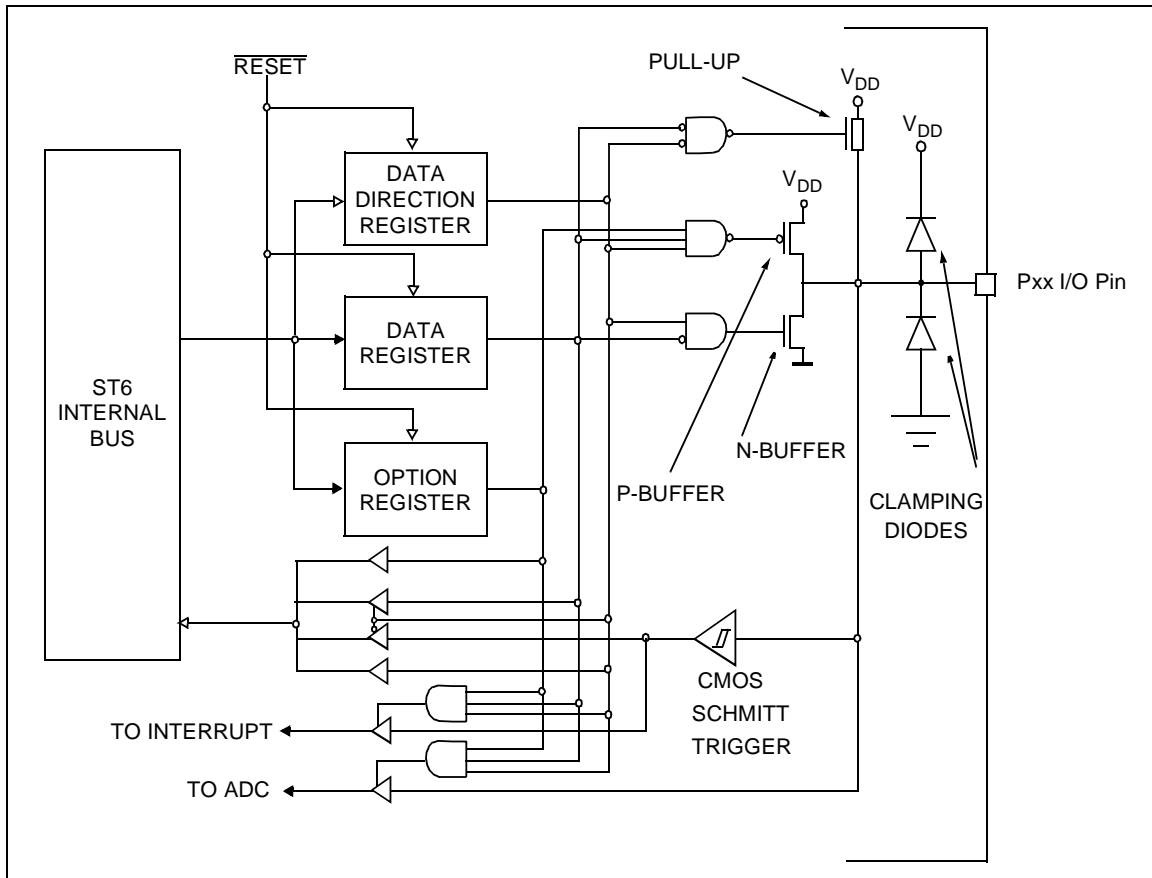 RESET
PULL-UP
VDD
VDD
VDD
DATA
DIRECTION
REGISTER
DATA
REGISTER
ST6
INTERNAL
BUS
OPTION
REGISTER
Pxx I/O Pin
N-BUFFER
P-BUFFER
CLAMPING
DIODES
CMOS
SCHMITT
TRIGGER
TO INTERRUPT
TO ADC